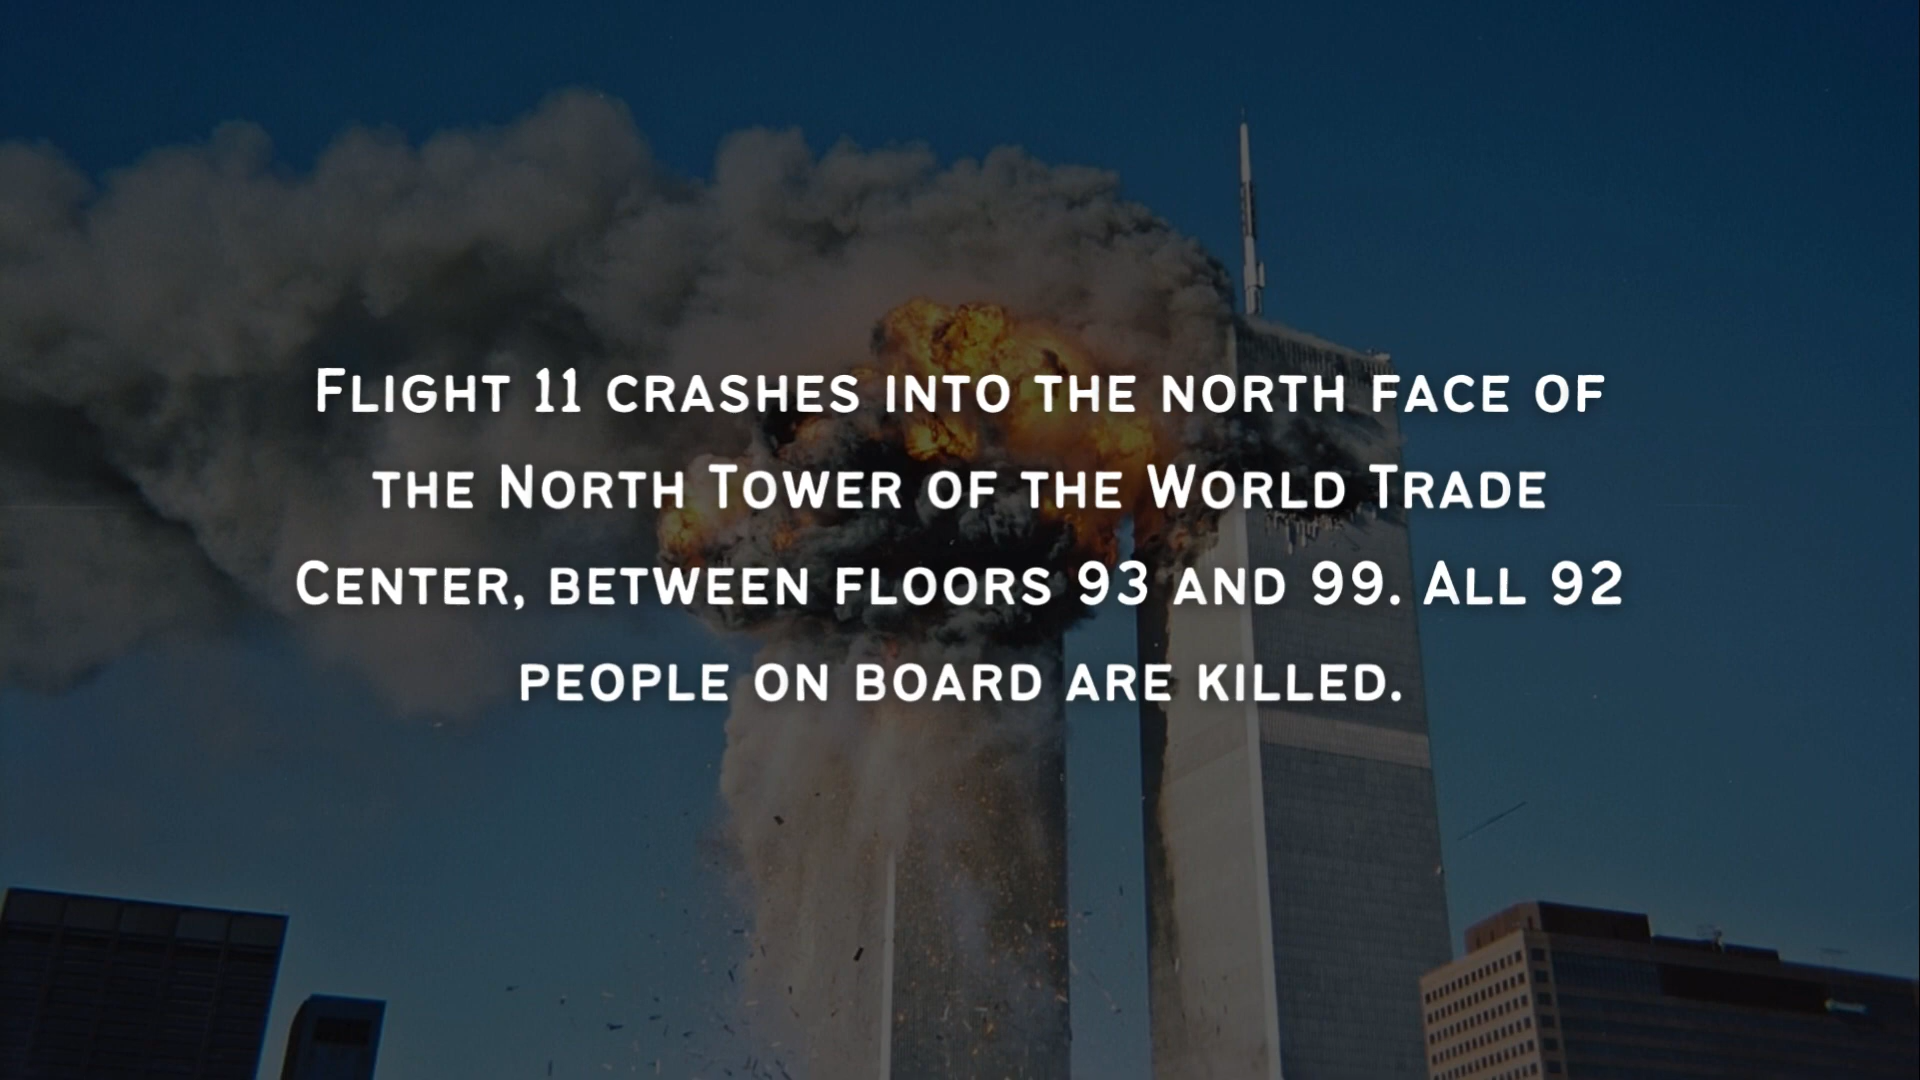 Flight 11 crashes into the north face of
the North Tower of the World Trade
Center, between floors 93 and 99. All 92
people on board are killed.